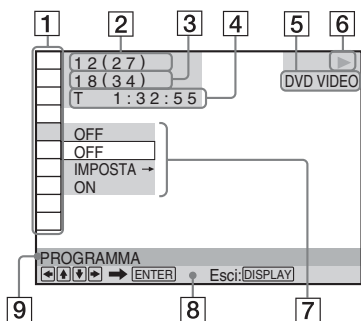 1 2 3 4 5 6
12(27)
18(34)
T 1:32:55
DVD VIDEO
OFF
OFF
IMPOSTA →
ON
PROGRAMMA
ENTER Esci: DISPLAY
9 8 7